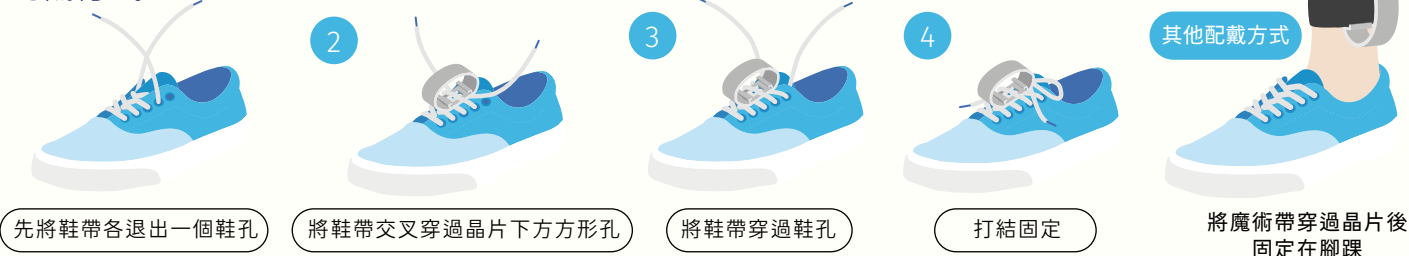 2
3
4
其他配戴方式
先將鞋帶各退出一個鞋孔
將鞋帶交叉穿過晶片下方方形孔
將鞋帶穿過鞋孔
打結固定
將魔術帶穿過晶片後
固定在腳踝